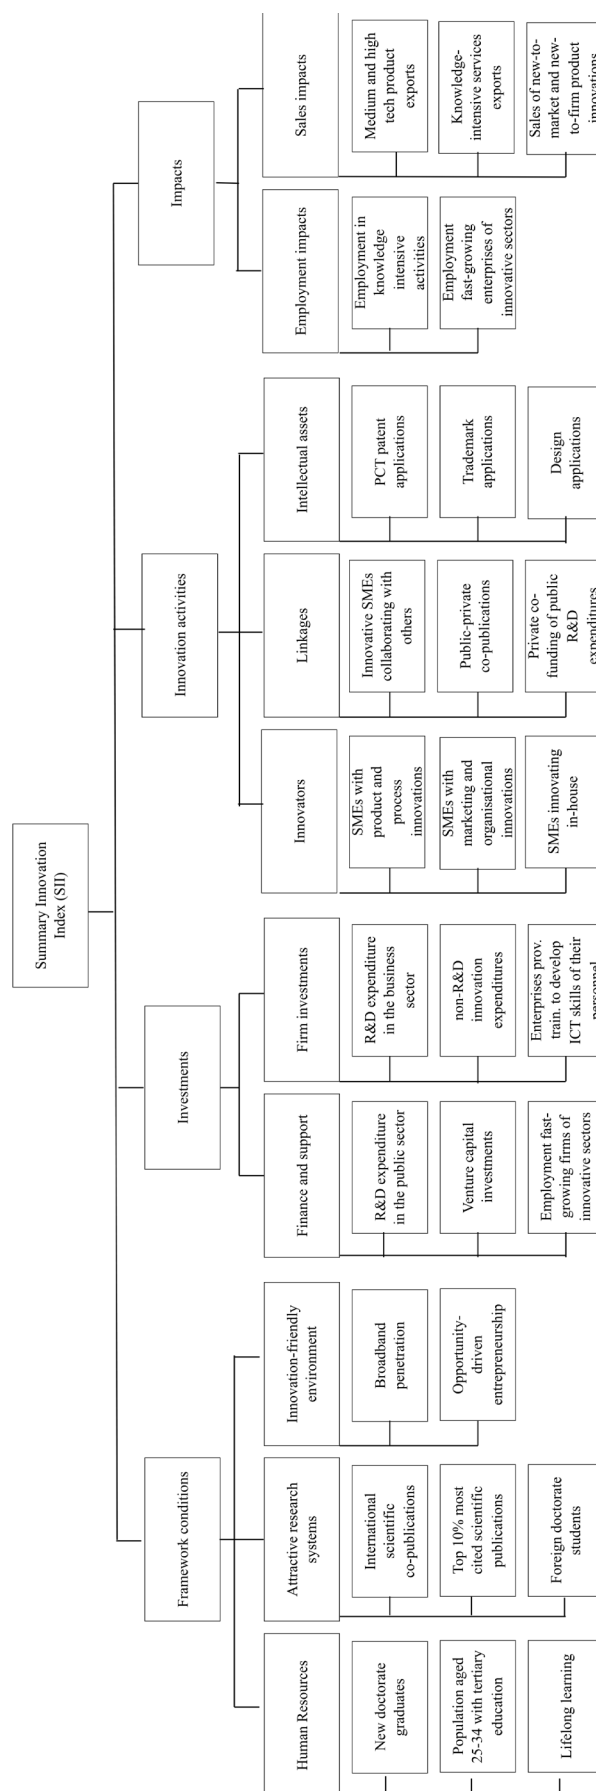 Summary Innovation
Index (SII)
Framework conditions
Investments
Innovation activities
Impacts
Human Resources
Attractive research
systems
Innovation-friendly
environment
Finance and support
Firm investments
Innovators
Linkages
Intellectual assets
Employment impacts
Sales impacts
New doctorate
graduates
Population aged
25-34 with tertiary
education
Lifelong learning
International
scientific
co-publications
Top 10% most
cited scientific
publications
Foreign doctorate
students
Broadband
penetration
Opportunity-
driven
entrepreneurship
R&D expenditure
in the public sector
Venture capital
investments
Employment fast-
growing firms of
innovative sectors
R&D expenditure
in the business
sector
non-R&D
innovation
expenditures
Enterprises prov.
train. to develop
ICT skills of their
personnel
SMEs with
product and
process
innovations
SMEs with
marketing and
organisational
innovations
SMEs innovating
in-house
Innovative SMEs
collaborating with
others
Public-private
co-publications
Private co-
funding of public
R&D
expenditures
PCT patent
applications
Trademark
applications
Design
applications
Employment in
knowledge
intensive
activities
Employment
fast-growing
enterprises of
innovative sectors
Medium and high
tech product
exports
Knowledge-
intensive services
exports
Sales of new-to-
market and new-
to-firm product
innovations